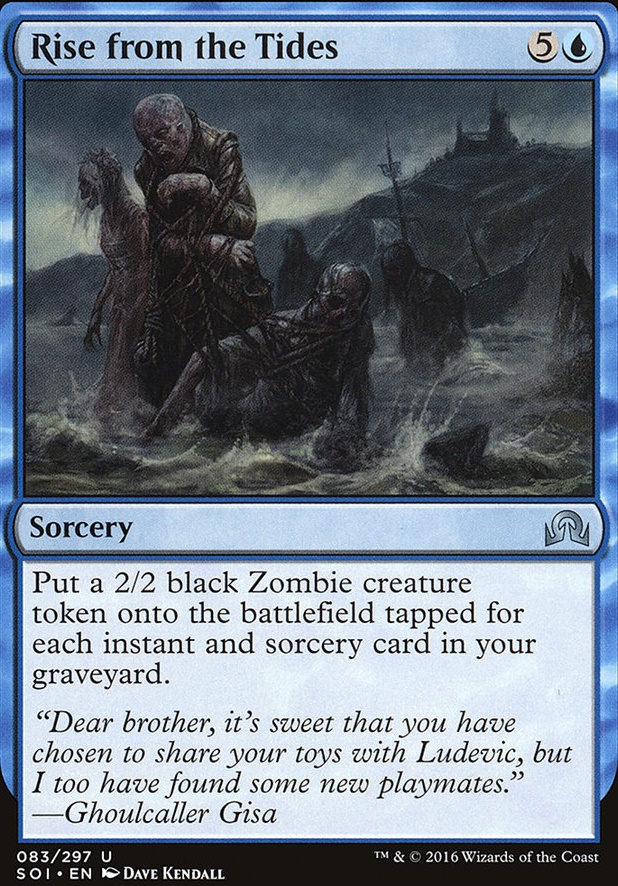 Rise from the Tides 5
Sorcery
Put a 2/2 black Zombie creature
token onto the battlefield tapped for
each instant and sorcery card in your
graveyard.
“Dear brother, it’s sweet that you have
chosen to share your toys with Ludevic, but
I too have found some new playmates.”
—Ghoulcaller Gisa
083/297 U
SOI • EN Dave Kendall
™ & © 2016 Wizards of the Coast